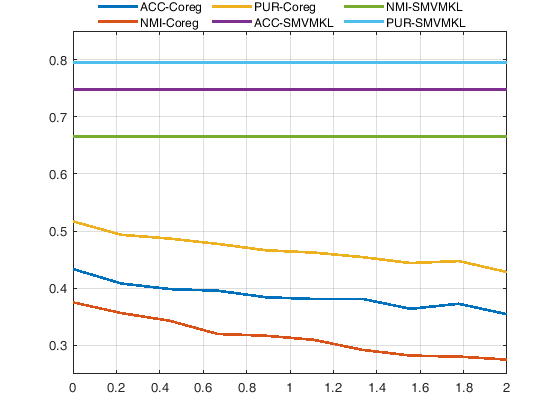 ACC-Coreg PUR-Coreg NMI-SMVMKL
NMI-Coreg ACC-SMVMKL PUR-SMVMKL
0.8
0.7
0.6
0.5
0.4
0.3
0 0.2 0.4 0.6 0.8 1 1.2 1.4 1.6 1.8 2